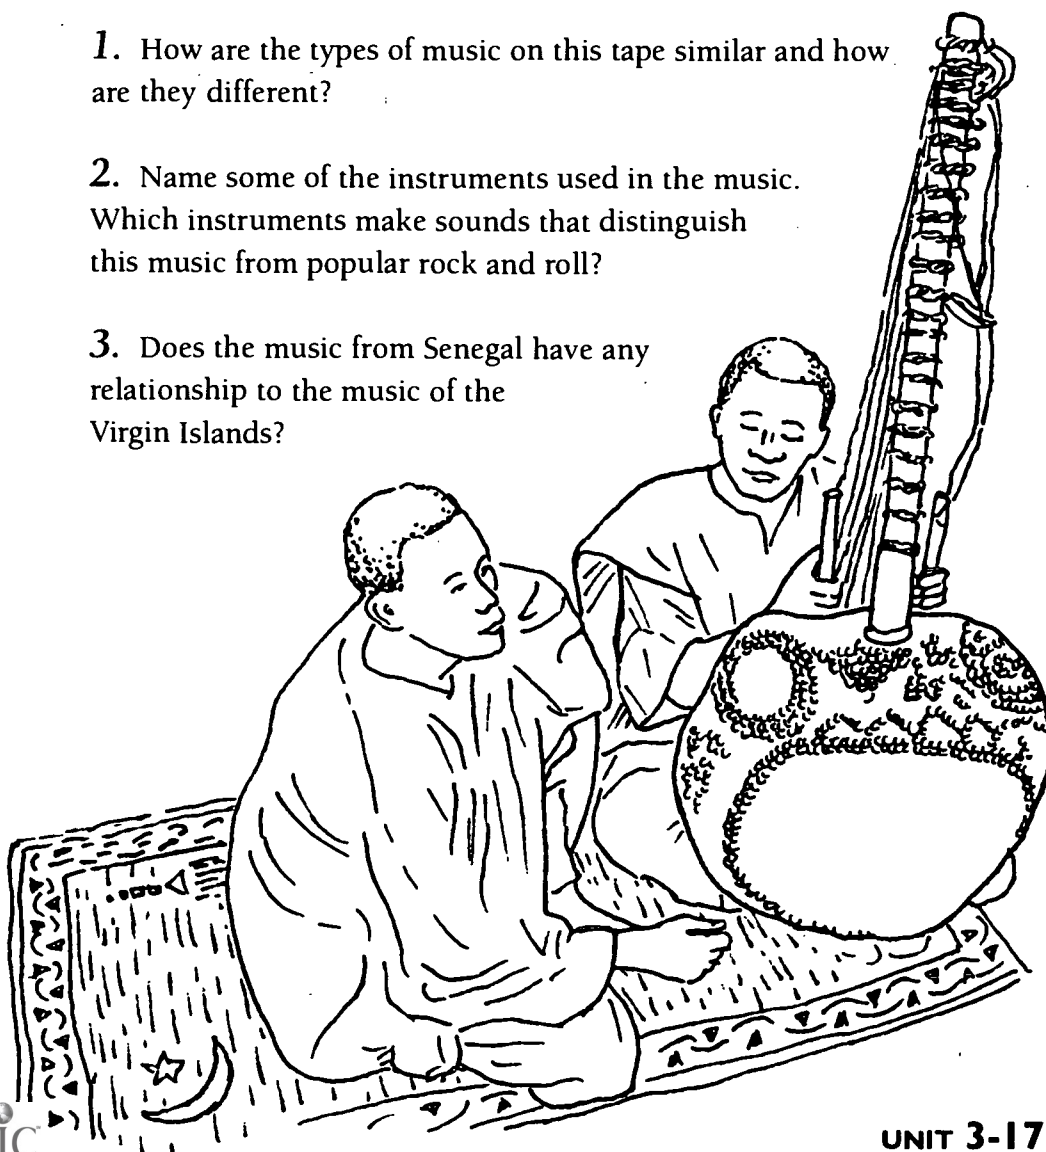 1. How are the types of music on this tape similar and how
are they different?
2. Name some of the instruments used in the music.
Which instruments make sounds that distinguish
this music from popular rock and roll?
3. Does the music from Senegal have any
relationship to the music of the
Virgin Islands?
UNIT 3-17